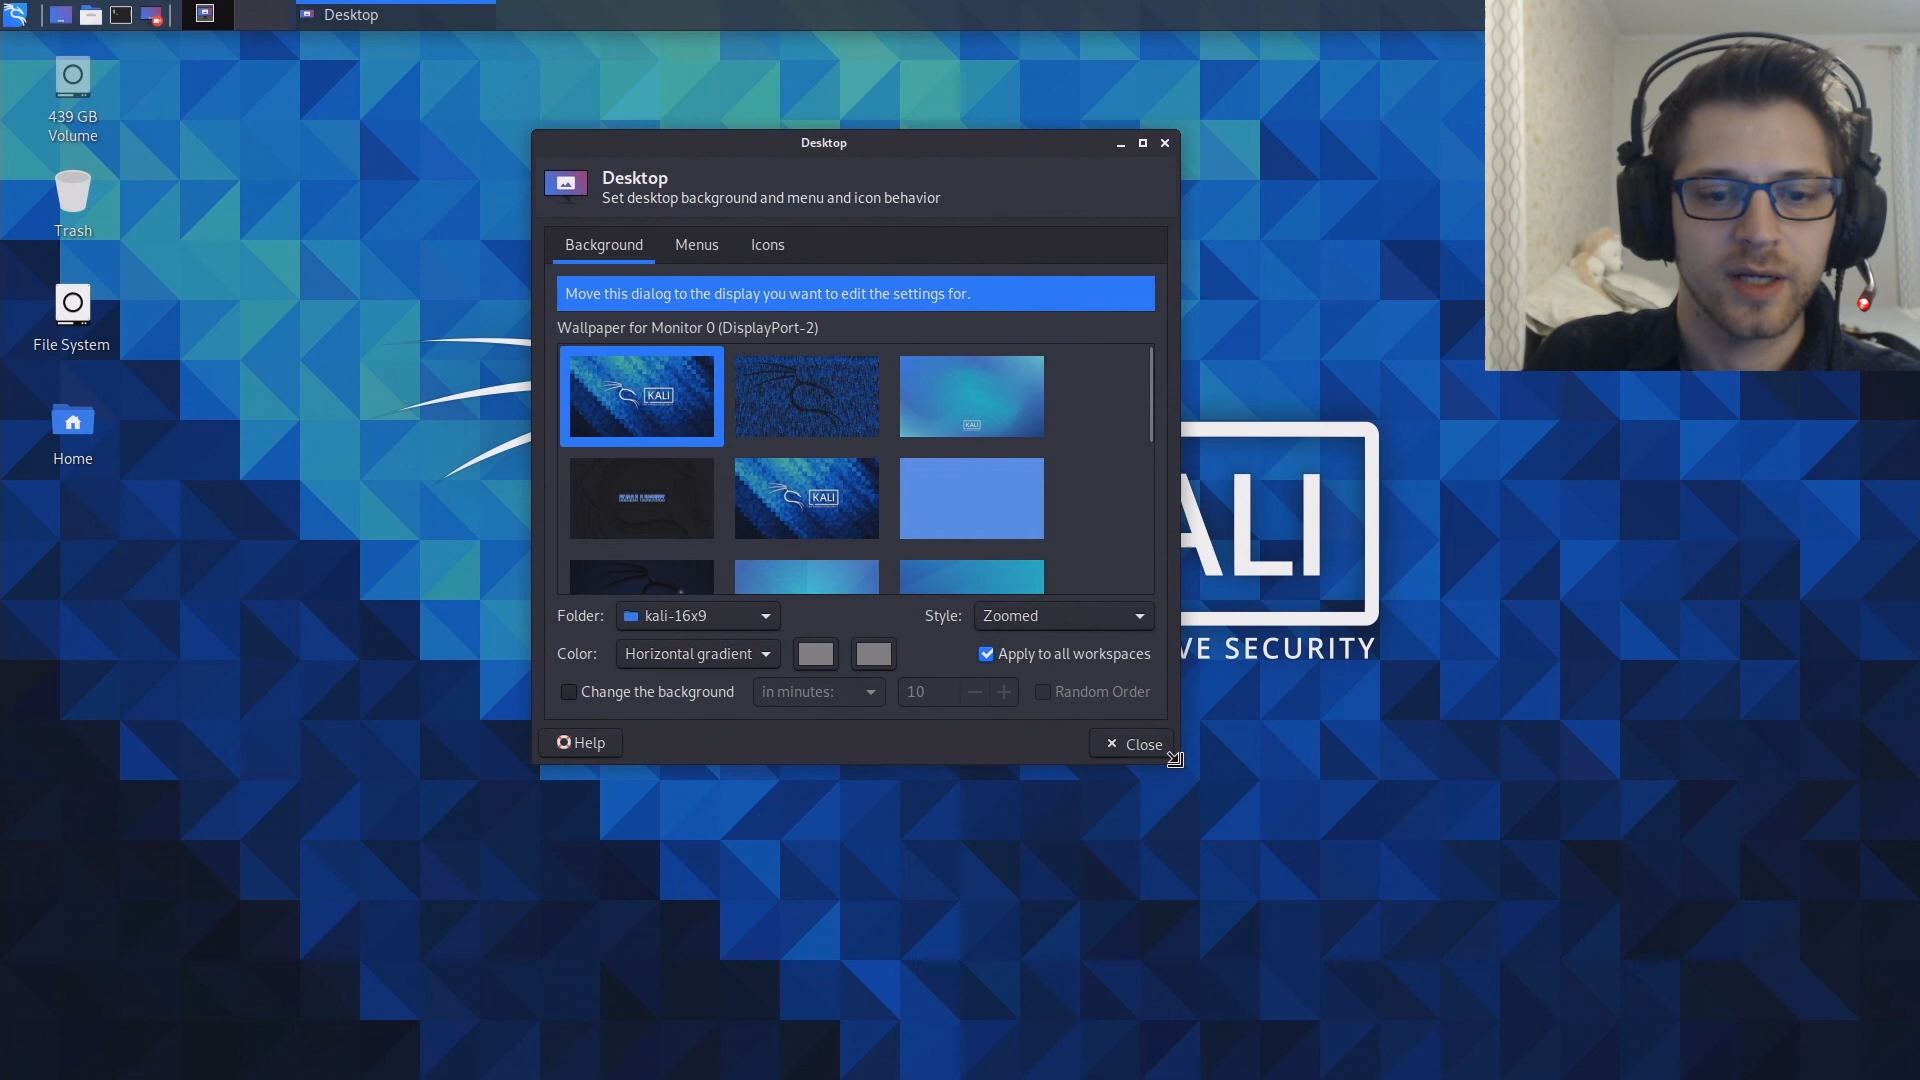 Desktop
439 GB
Volume
Trash
File System
Home
Desktop
Desktop
Set desktop background and menu and icon behavior
Background
Menus
Icons
Move this dialog to the display you want to edit the settings for.
Wallpaper for Monitor 0 (DisplayPort-2)
KALI
KALI
KALI LINUX
KALI
Folder:
kali-16x9
Style:
Zoomed
Color:
Horizontal gradient
Apply to all workspaces
Change the background
in minutes:
10
Random Order
Help
Close
ALI
VE SECURITY